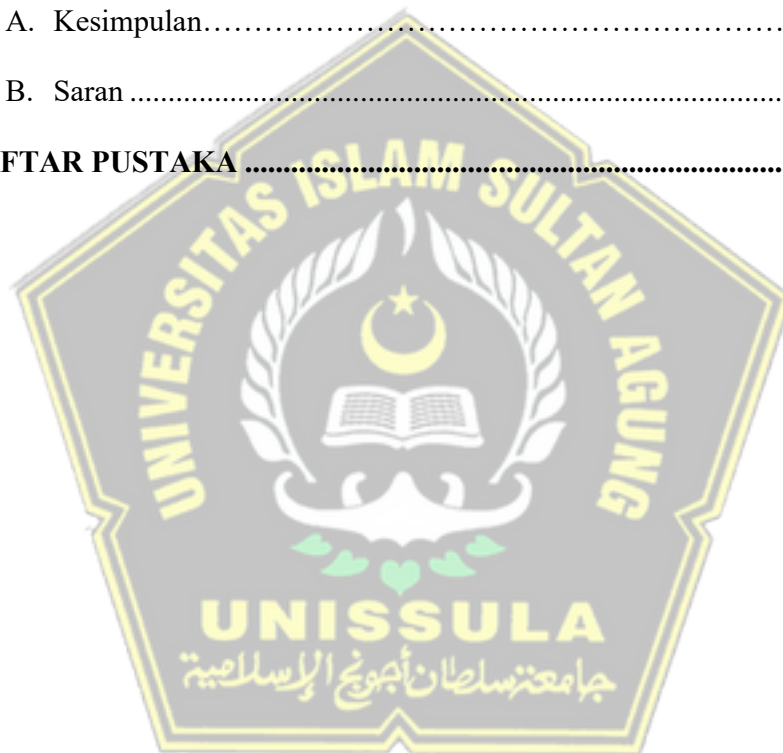 A. Kesimpulan……………………………………………………………
B. Saran .....................................................................................
FTAR PUSTAKA ......................................................................
UNIVERSITAS ISLAM SULTAN AGUNG
UNISSULA
جامعة سلطان أجونج الإسلامية